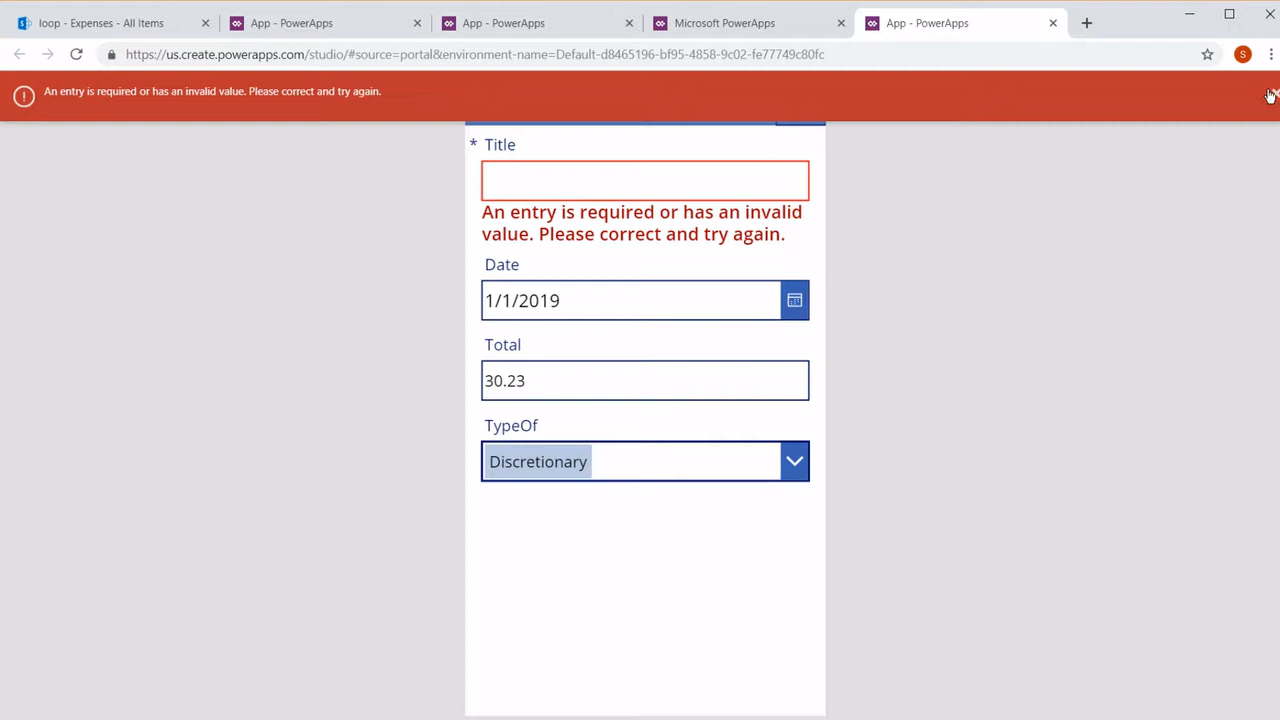 loop - Expenses - All Items
App - PowerApps
App - PowerApps
Microsoft PowerApps
App - PowerApps
https://us.create.powerapps.com/studio/#source=portal&environment-name=Default-d8465196-bf95-4858-9c02-fe77749c80fc
S
An entry is required or has an invalid value. Please correct and try again.
* Title
An entry is required or has an invalid
value. Please correct and try again.
Date
1/1/2019
Total
30.23
TypeOf
Discretionary